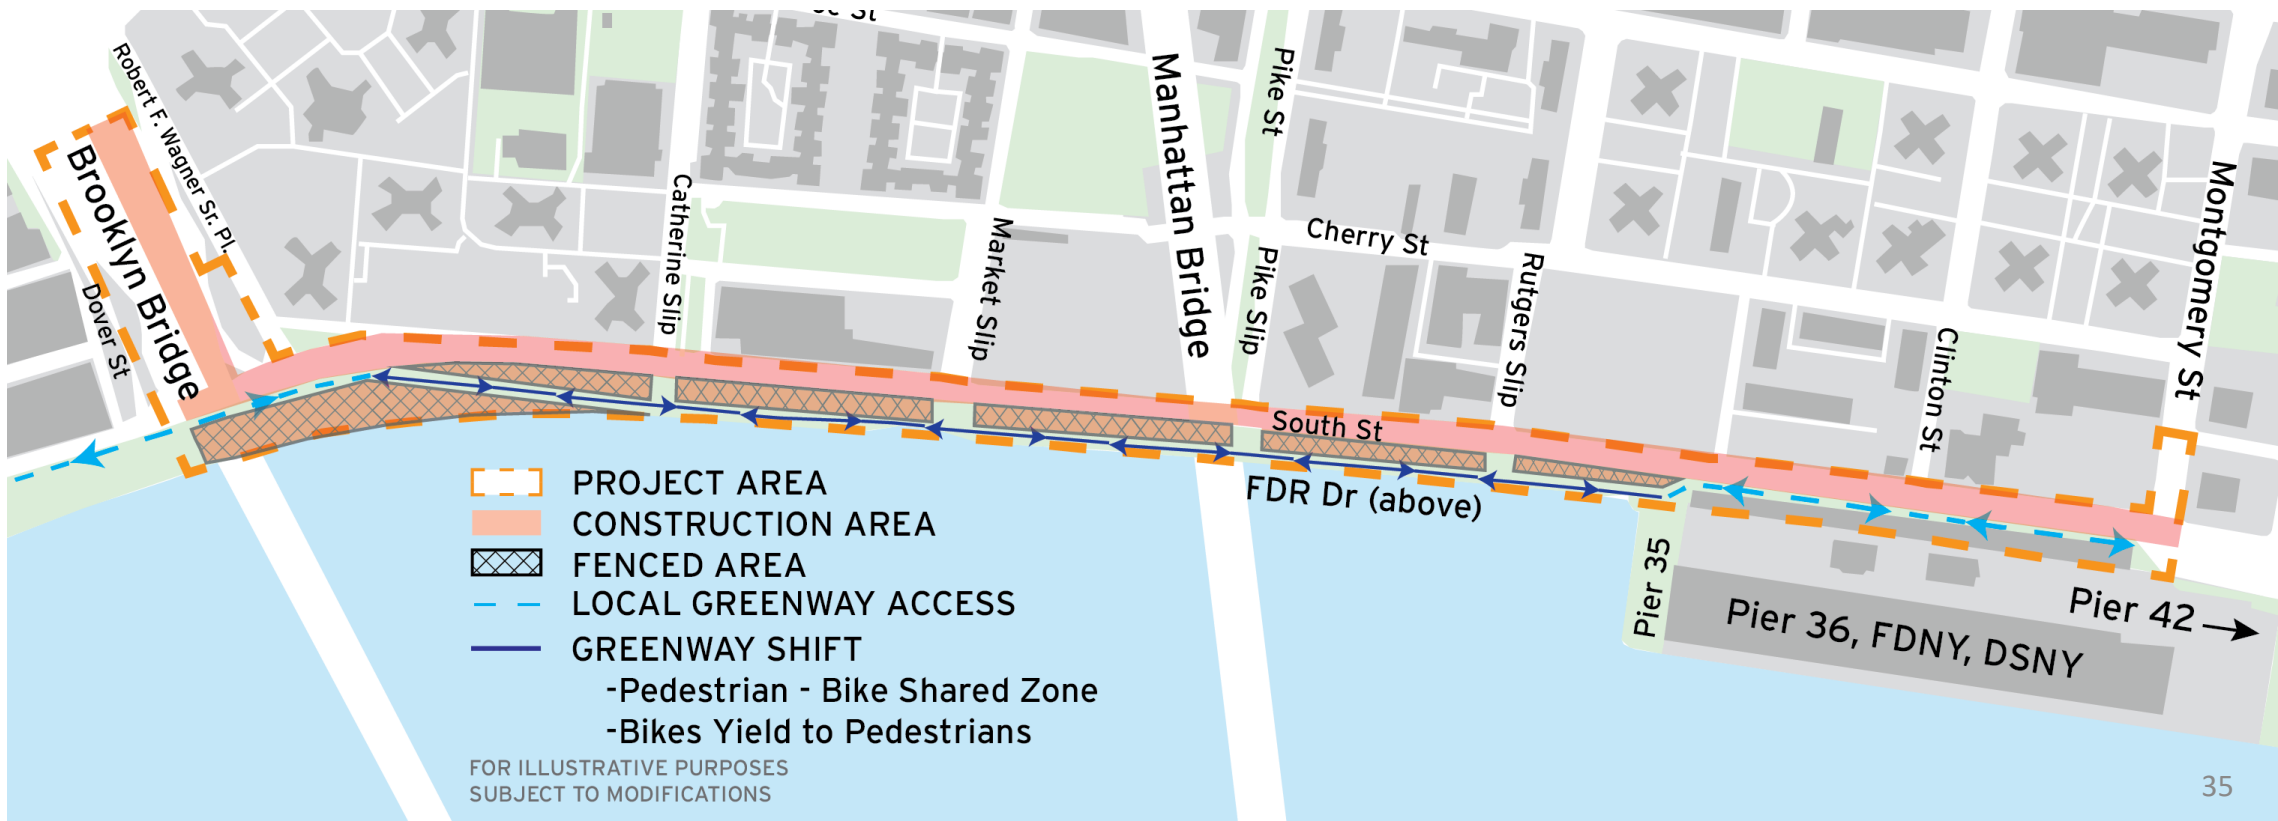 Robert F. Wagner Sr. Pl.
Brooklyn Bridge
Dover St
Catherine Slip
Market Slip
Manhattan Bridge
Pike St
Pike Slip
Cherry St
Rutgers Slip
Clinton St
Montgomery St
South St
FDR Dr (above)
Pier 35
Pier 36, FDNY, DSNY
Pier 42
PROJECT AREA
CONSTRUCTION AREA
FENCED AREA
LOCAL GREENWAY ACCESS
GREENWAY SHIFT
-Pedestrian - Bike Shared Zone
-Bikes Yield to Pedestrians
FOR ILLUSTRATIVE PURPOSES
SUBJECT TO MODIFICATIONS
35